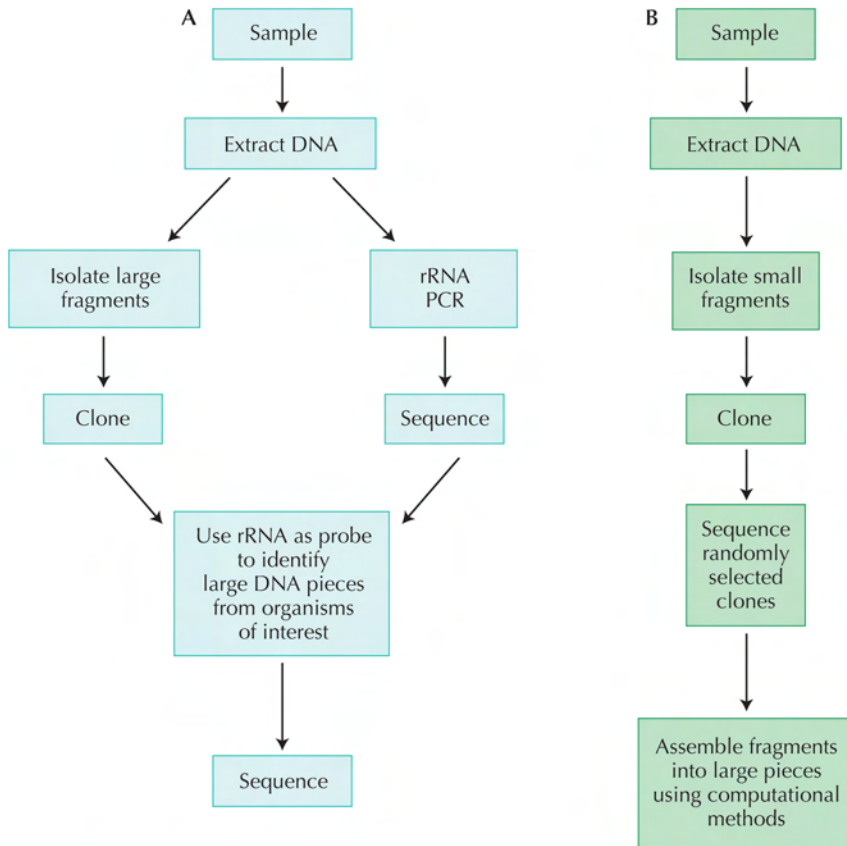 A
Sample
Extract DNA
Isolate large
fragments
rRNA
PCR
Clone
Sequence
Use rRNA as probe
to identify
large DNA pieces
from organisms
of interest
Sequence
B
Sample
Extract DNA
Isolate small
fragments
Clone
Sequence
randomly
selected
clones
Assemble fragments
into large pieces
using computational
methods